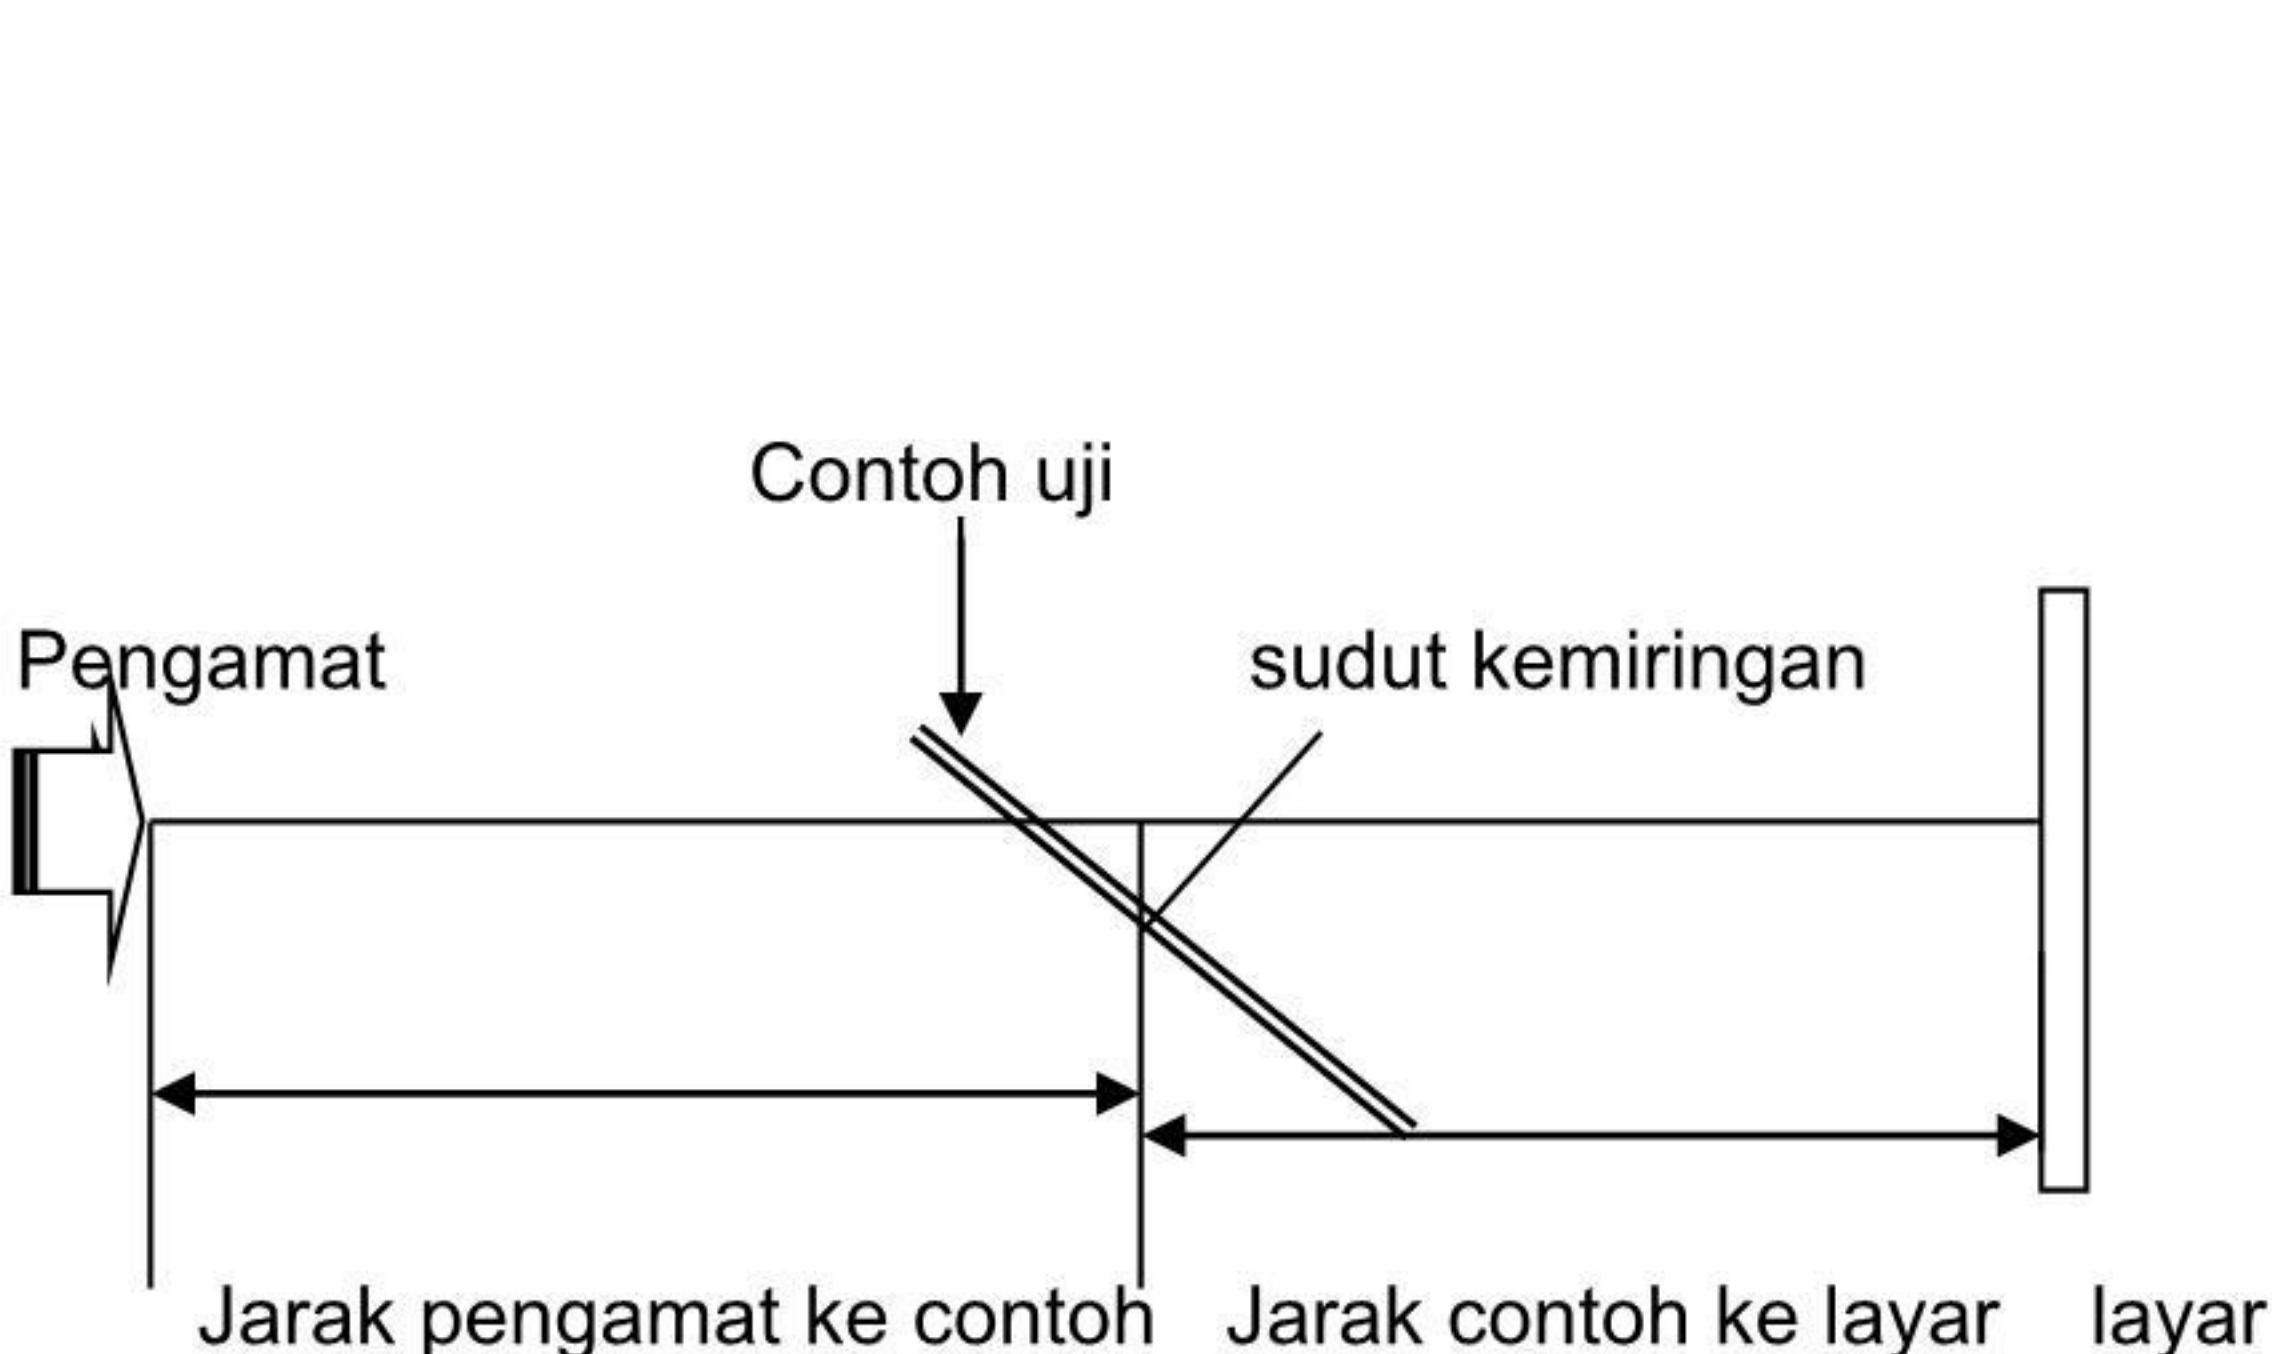 Contoh uji
Pengamat
sudut kemiringan
Jarak pengamat ke contoh
Jarak contoh ke layar
layar